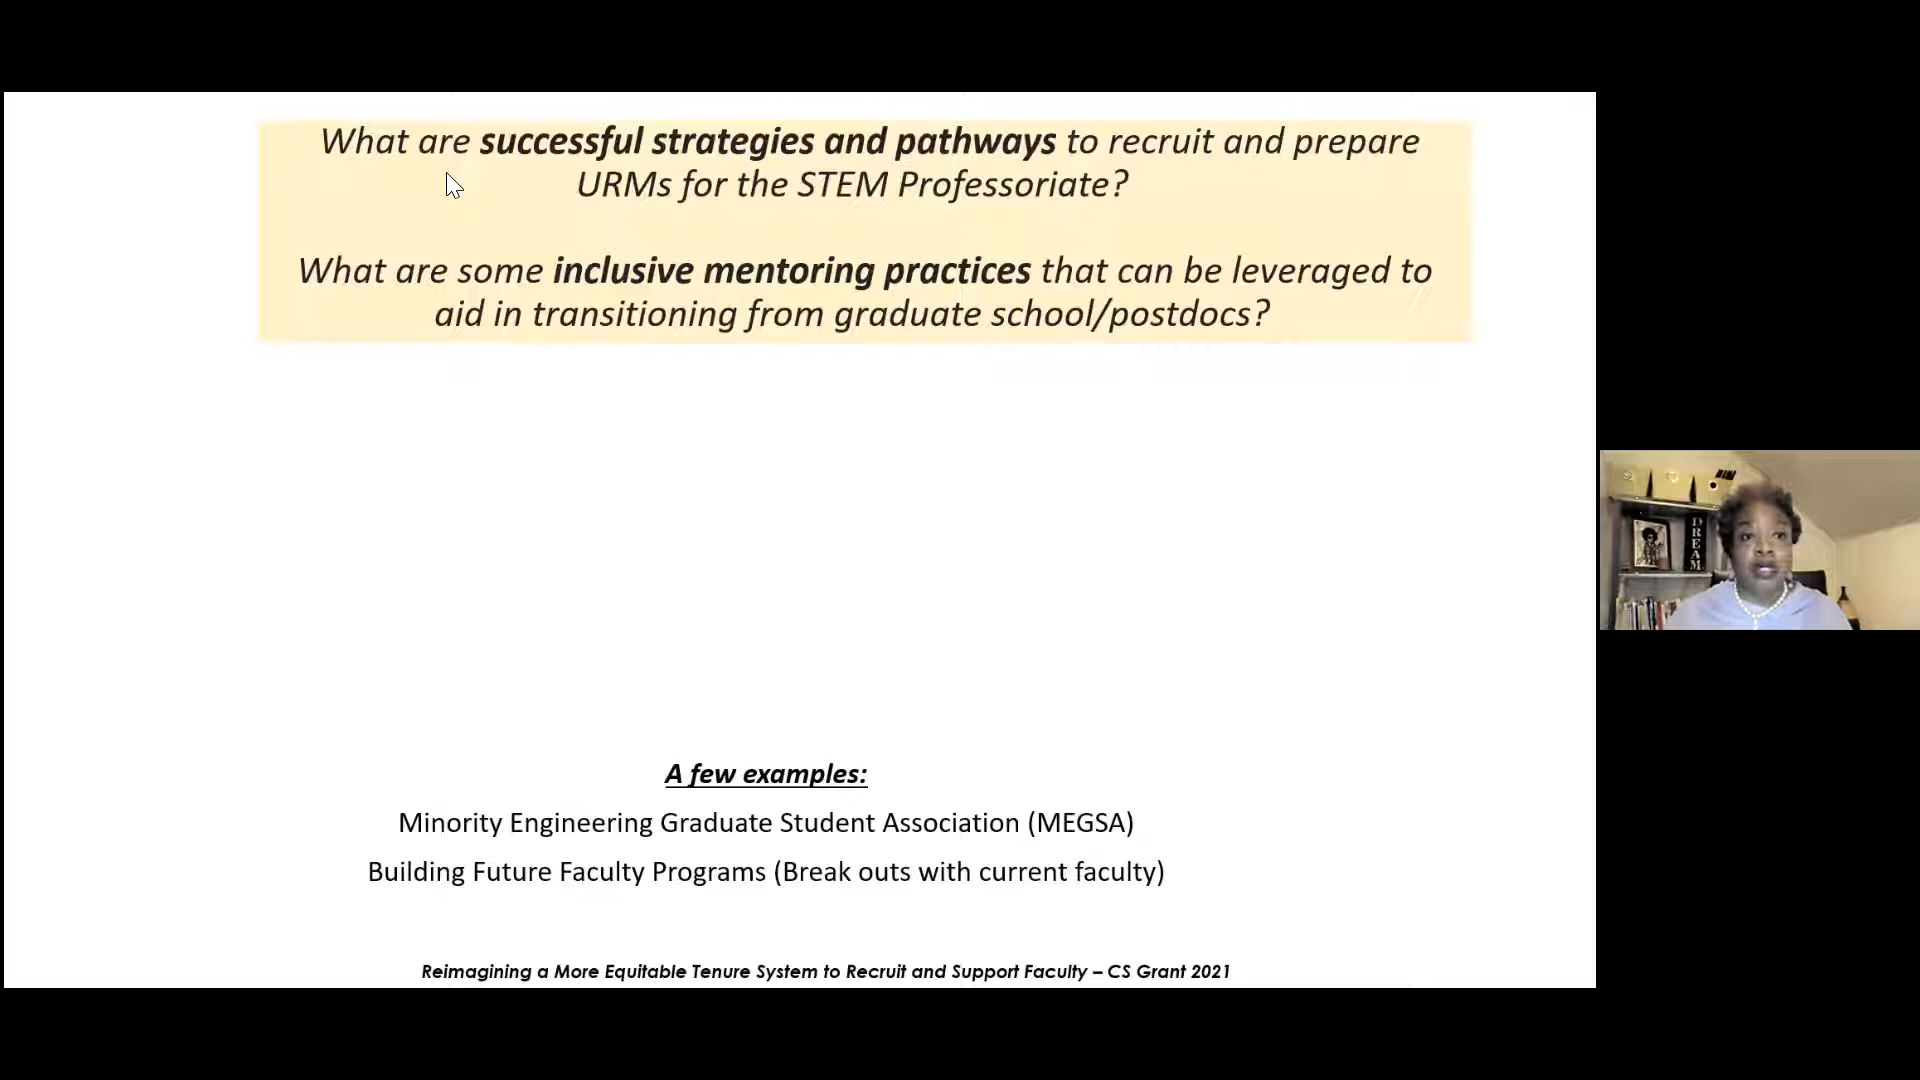 What are successful strategies and pathways to recruit and prepare
URMs for the STEM Professoriate?
What are some inclusive mentoring practices that can be leveraged to
aid in transitioning from graduate school/postdocs?
DREAM
A few examples:
Minority Engineering Graduate Student Association (MEGSA)
Building Future Faculty Programs (Break outs with current faculty)
Reimagining a More Equitable Tenure System to Recruit and Support Faculty – CS Grant 2021